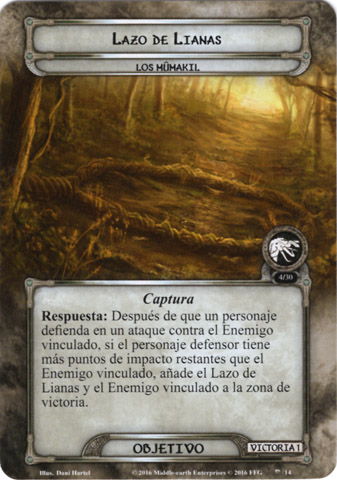 Lazo de Lianas
LOS MÛMAKIL
4/30
Captura
Respuesta: Después de que un personaje
defienda en un ataque contra el Enemigo
vinculado, si el personaje defensor tiene
más puntos de impacto restantes que el
Enemigo vinculado, añade el Lazo de
Lianas y el Enemigo vinculado a la zona de
victoria.
OBJETIVO
VICTORIA 1
Illus. Dani Hartel
©2016 Middle-earth Enterprises © 2016 FFG
14